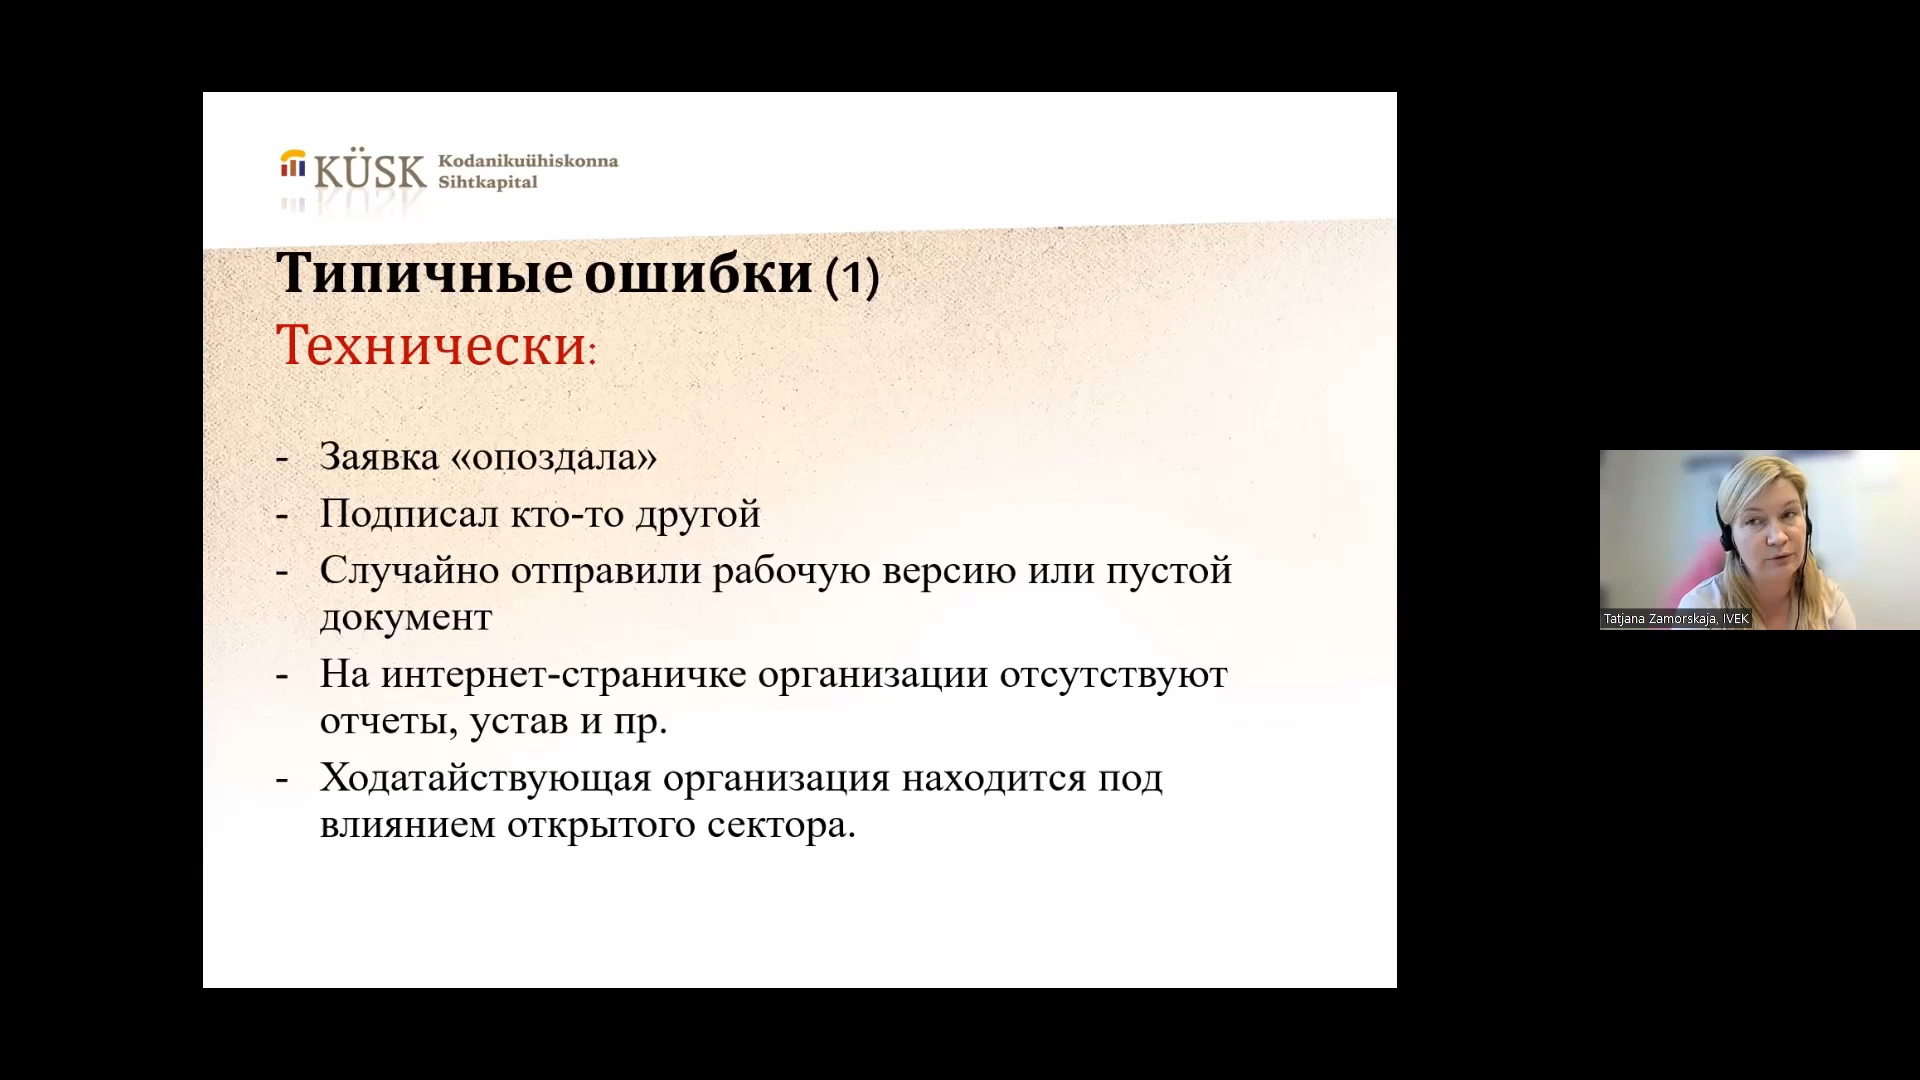 KÜSK Kodanikuühiskonna
Sihtkapital
Типичные ошибки (1)
Технически:
- Заявка «опоздала»
- Подписал кто-то другой
- Случайно отправили рабочую версию или пустой
документ
- На интернет-страничке организации отсутствуют
отчеты, устав и пр.
- Ходатайствующая организация находится под
влиянием открытого сектора.
Tatjana Zamorskaja, IVEK